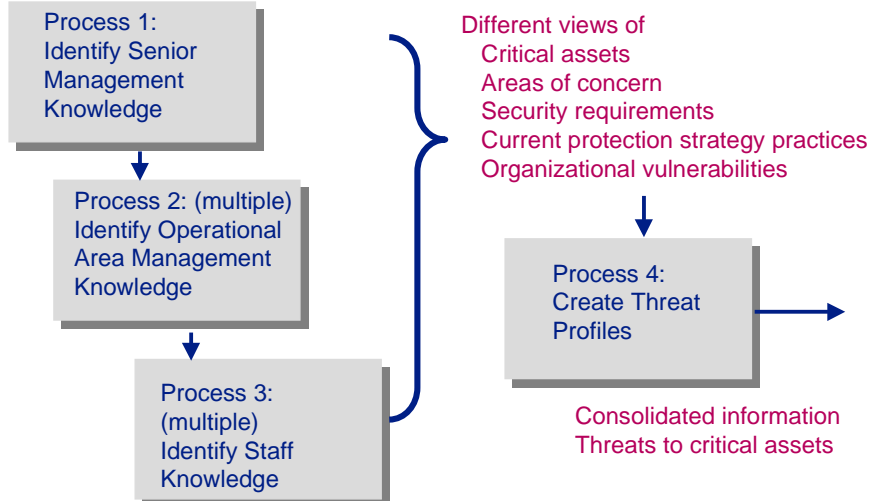 Process 1:
Identify Senior
Management
Knowledge
Process 2: (multiple)
Identify Operational
Area Management
Knowledge
Process 3:
(multiple)
Identify Staff
Knowledge
Different views of
Critical assets
Areas of concern
Security requirements
Current protection strategy practices
Organizational vulnerabilities
Process 4:
Create Threat
Profiles
Consolidated information
Threats to critical assets